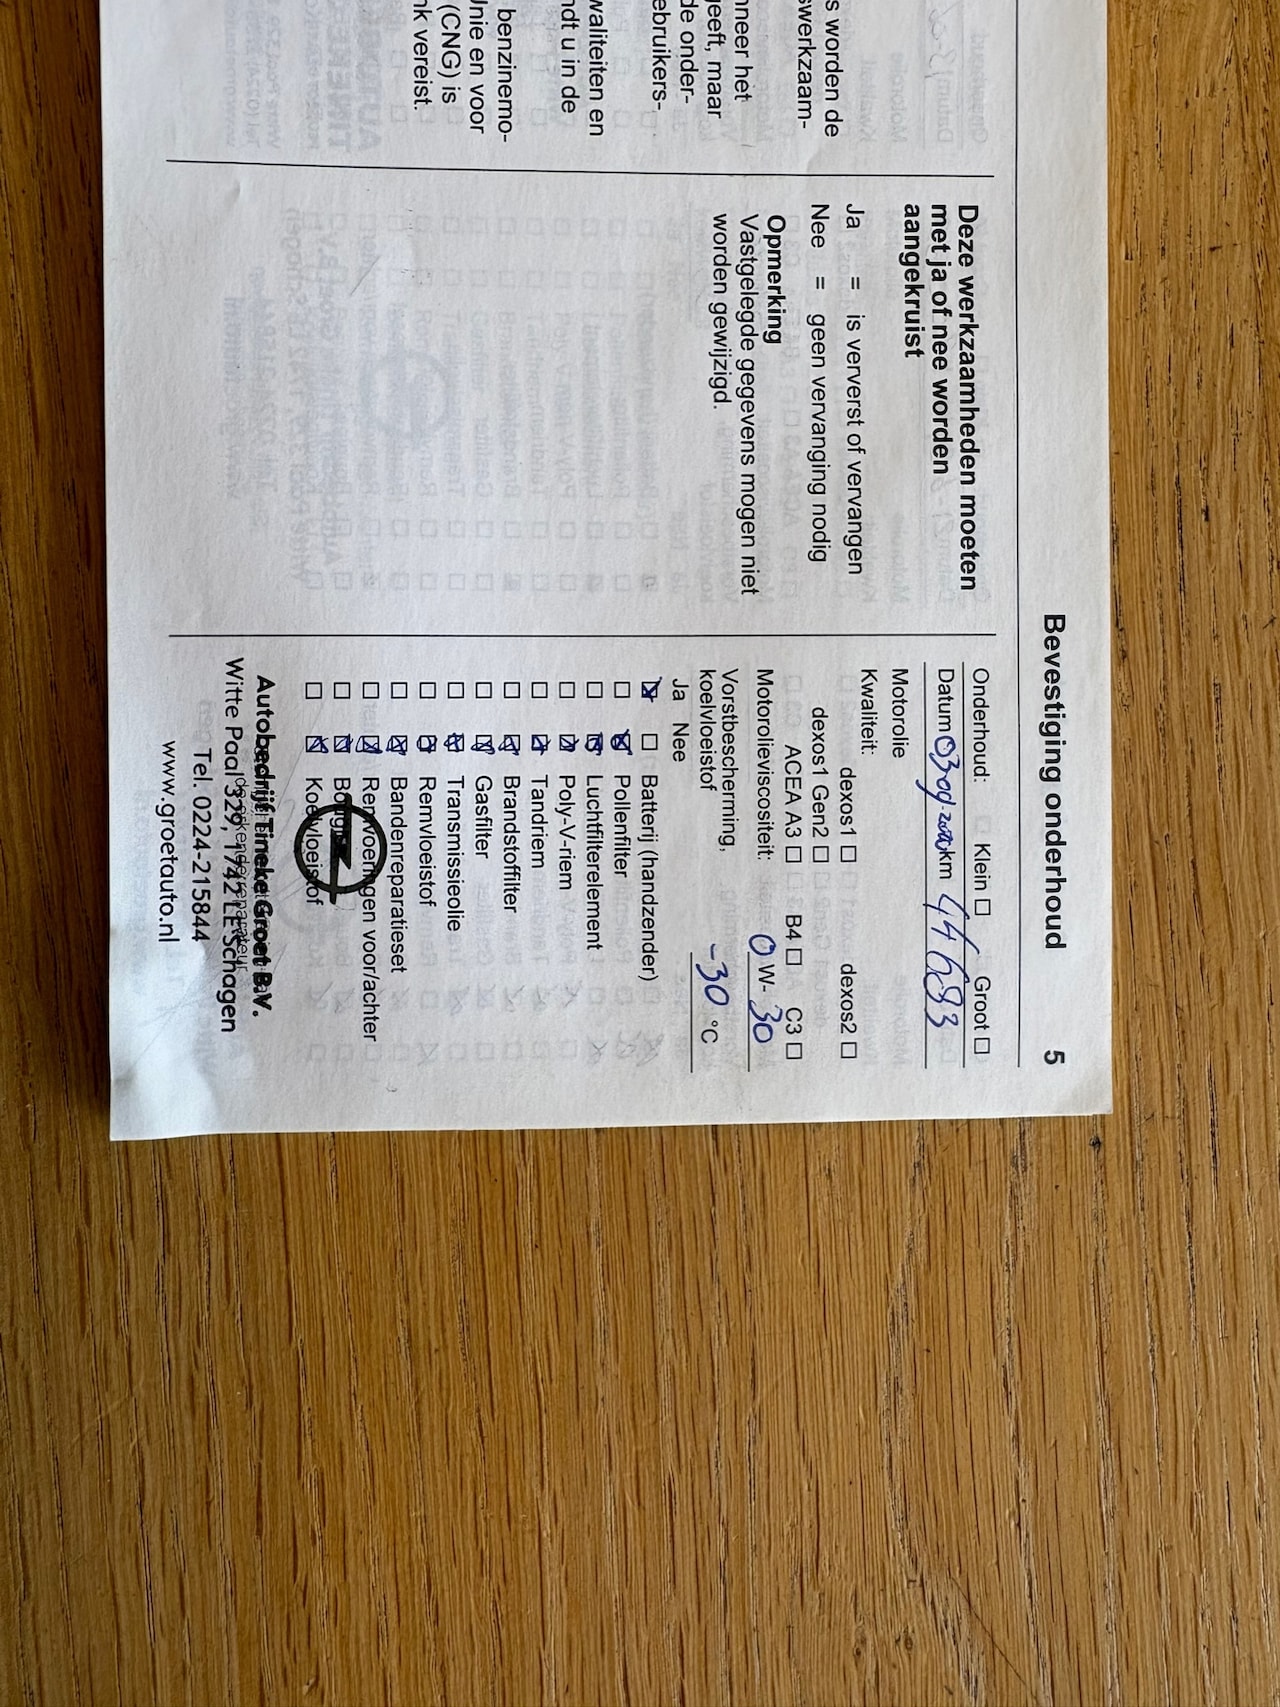 s worden de
swerkzaam-
nneer het
geeft, maar
de onder-
ebruikers-
waliteiten en
ndt u in de
benzinemo-
Unie en voor
(CNG) is
nk vereist.
Deze werkzaamheden moeten
met ja of nee worden
aangekruist
Ja = is ververst of vervangen
Nee = geen vervanging nodig
Opmerking
Vastgelegde gegevens mogen niet
worden gewijzigd.
Bevestiging onderhoud 5
Onderhoud: Klein ☐ Groot ☐
Datum km 44693
Motorolie
Kwaliteit: dexos1 ☐ dexos2 ☐
dexos1 Gen2 ☐
ACEA A3 ☐ B4 ☐ C3 ☐
Motorolieviscositeit: 0 W- 30
Vorstbescherming,
koelvloeistof -30 °C
Ja Nee
☒ ☐ Batterij (handzender)
☐ ☒ Pollenfilter
☐ ☒ Luchtfilterelement
☐ ☒ Poly-V-riem
☐ ☒ Tandriem
☐ ☒ Brandstoffilter
☐ ☒ Gasfilter
☐ ☒ Transmissieolie
☐ ☒ Remvloeistof
☐ ☒ Bandenreparatieset
☐ ☒ Remvoeringen voor/achter
☐ ☒ Bougies
☐ ☒ Koelvloeistof
Autobedrijf Tineke Groet B.V.
Witte Paal 329, 1742 LE Schagen
Tel. 0224-215844
www.groetauto.nl